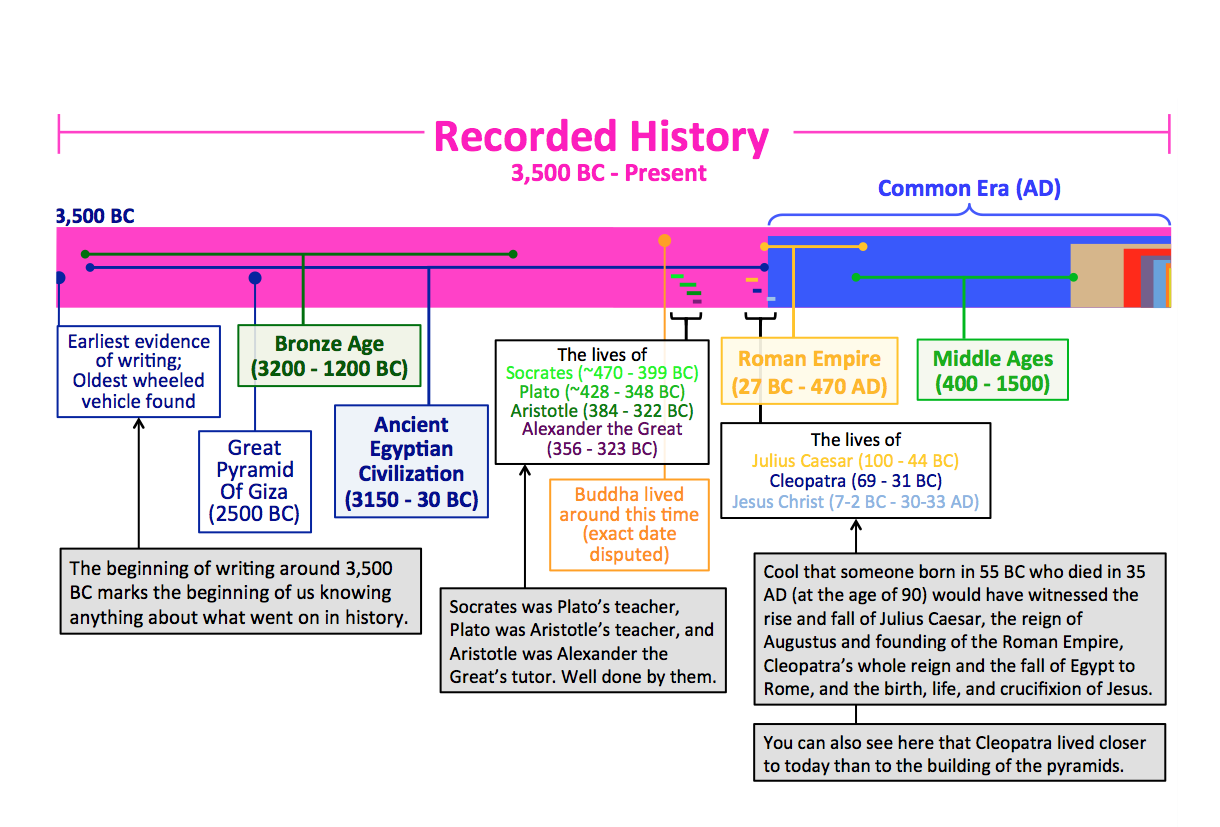 Recorded History
3,500 BC - Present
Common Era (AD)
3,500 BC
Earliest evidence
of writing;
Oldest wheeled
vehicle found
Bronze Age
(3200 - 1200 BC)
Great
Pyramid
Of Giza
(2500 BC)
Ancient
Egyptian
Civilization
(3150 - 30 BC)
The lives of
Socrates (~470 - 399 BC)
Plato (~428 - 348 BC)
Aristotle (384 - 322 BC)
Alexander the Great
(356 - 323 BC)
Buddha lived
around this time
(exact date
disputed)
Roman Empire
(27 BC - 470 AD)
Middle Ages
(400 - 1500)
The lives of
Julius Caesar (100 - 44 BC)
Cleopatra (69 - 31 BC)
Jesus Christ (7-2 BC - 30-33 AD)
The beginning of writing around 3,500
BC marks the beginning of us knowing
anything about what went on in history.
Socrates was Plato's teacher,
Plato was Aristotle's teacher, and
Aristotle was Alexander the
Great's tutor. Well done by them.
Cool that someone born in 55 BC who died in 35
AD (at the age of 90) would have witnessed the
rise and fall of Julius Caesar, the reign of
Augustus and founding of the Roman Empire,
Cleopatra's whole reign and the fall of Egypt to
Rome, and the birth, life, and crucifixion of Jesus.
You can also see here that Cleopatra lived closer
to today than to the building of the pyramids.